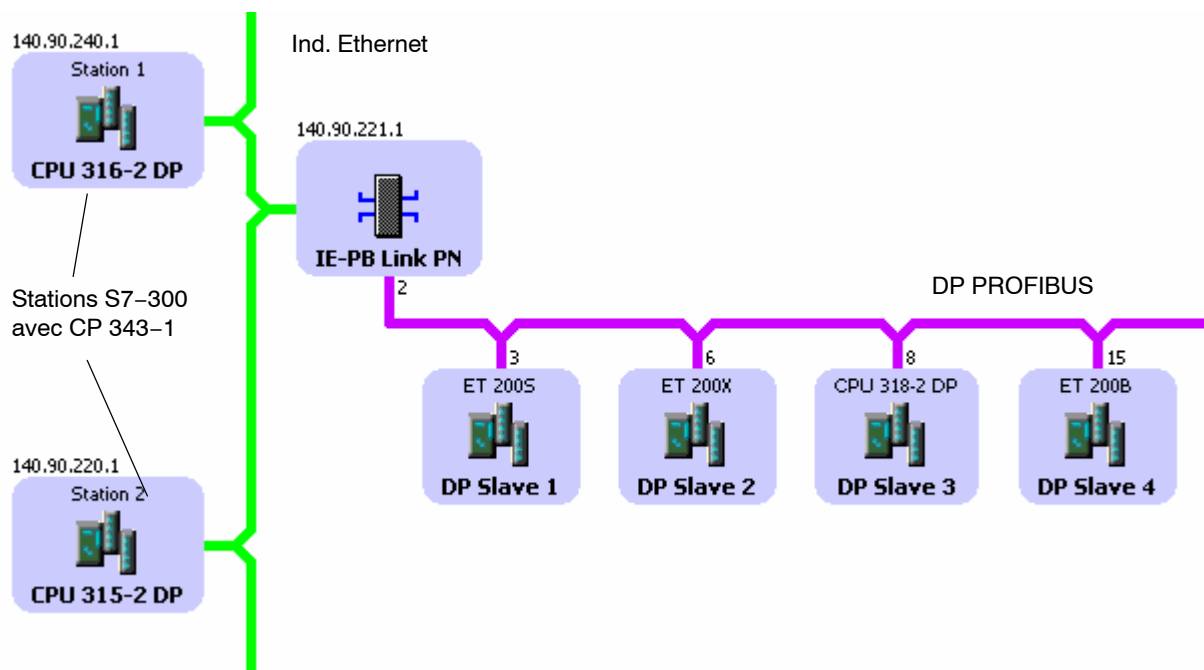 140.90.240.1
Station 1
CPU 316-2 DP
Ind. Ethernet
140.90.221.1
IE-PB Link PN
2
Stations S7−300
avec CP 343−1
DP PROFIBUS
3
ET 200S
DP Slave 1
6
ET 200X
DP Slave 2
8
CPU 318-2 DP
DP Slave 3
15
ET 200B
DP Slave 4
140.90.220.1
Station 2
CPU 315-2 DP